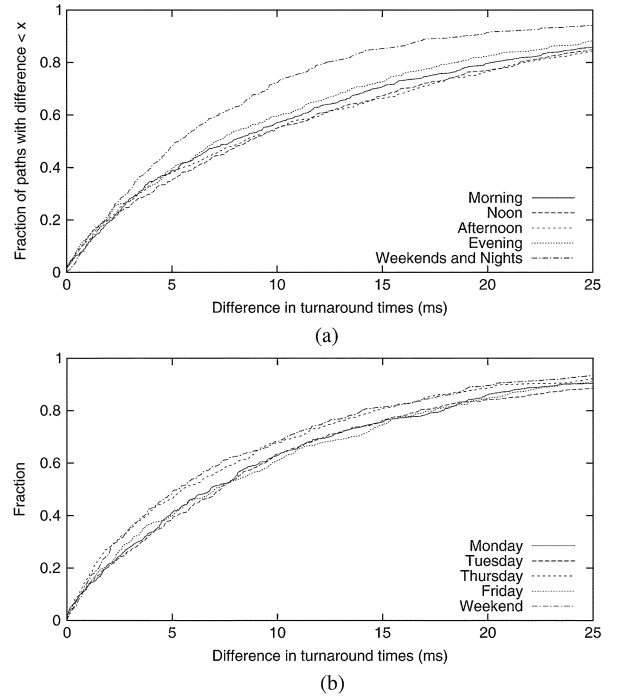 1
0.8
0.6
0.4
0.2
0
Fraction of paths with difference < x
Morning
Noon
Afternoon
Evening
Weekends and Nights
0 5 10 15 20 25
Difference in turnaround times (ms)
(a)
1
0.8
0.6
0.4
0.2
0
Fraction
Monday
Tuesday
Thursday
Friday
Weekend
0 5 10 15 20 25
Difference in turnaround times (ms)
(b)